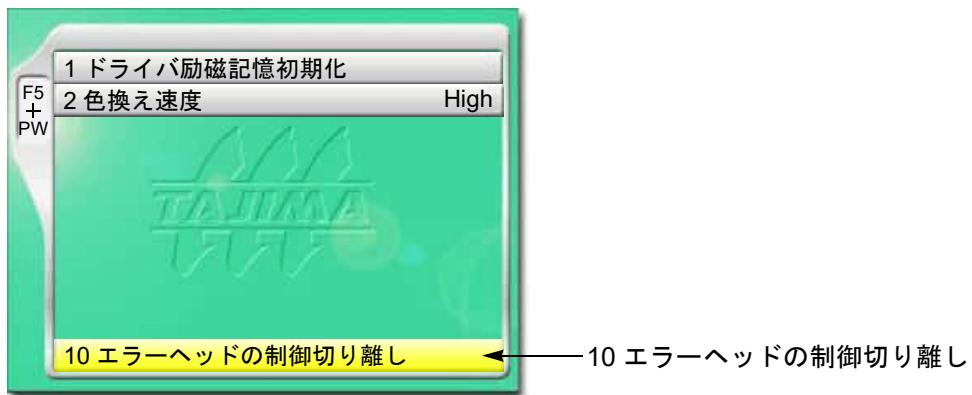 1 ドライバ励磁記憶初期化
F5
+
PW
2 色換え速度 High
TAJIMA
10 エラーヘッドの制御切り離し
10 エラーヘッドの制御切り離し